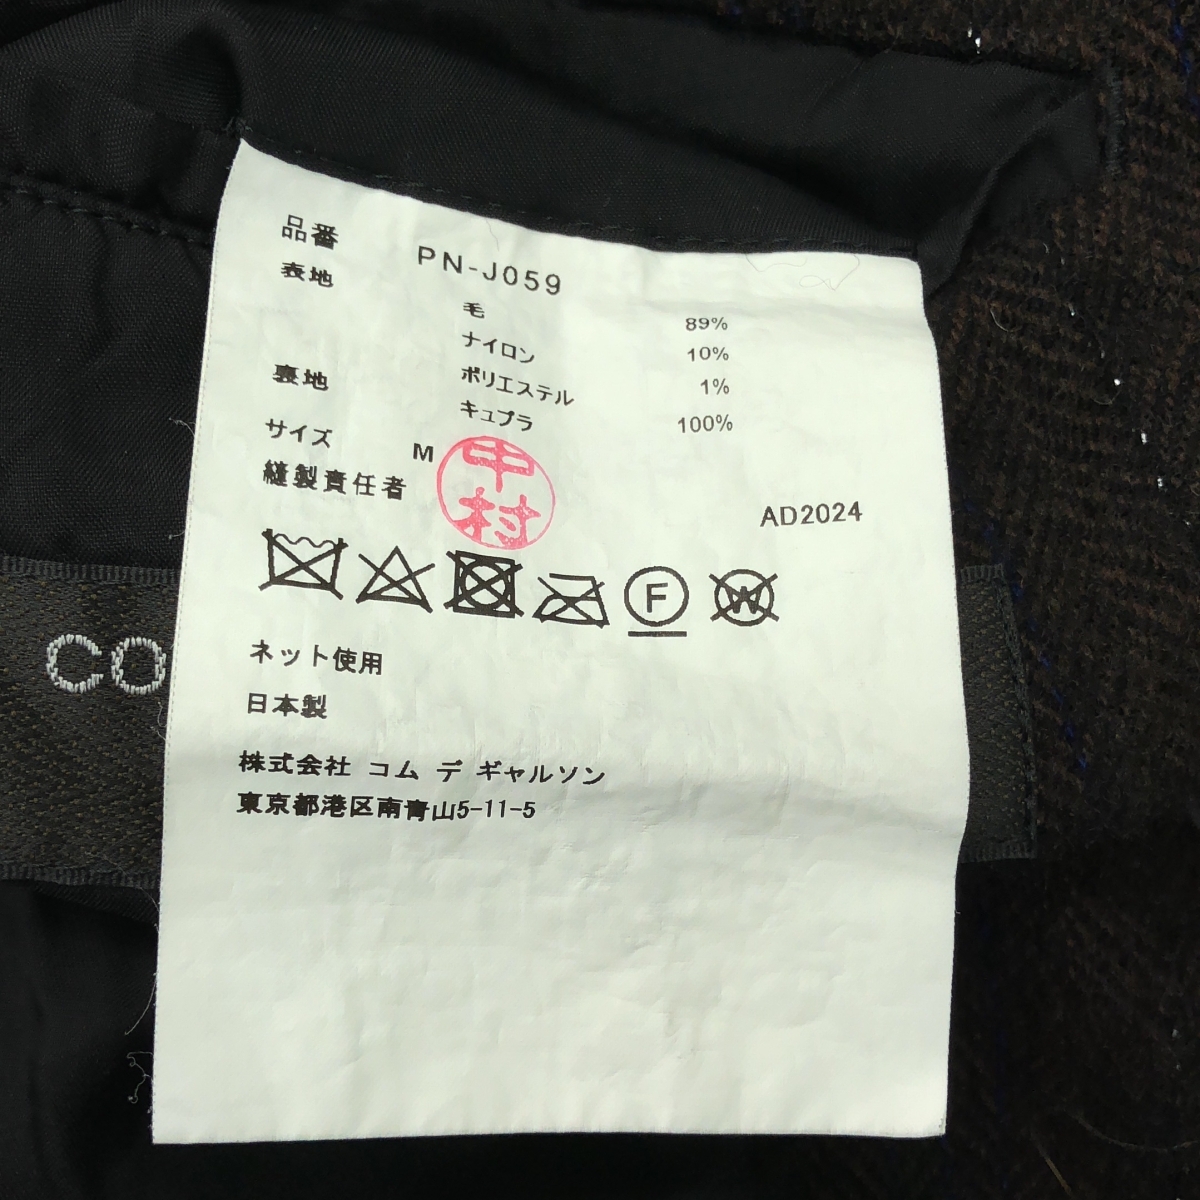 品番 PN-J059
表地 毛 89%
ナイロン 10%
ポリエステル 1%
裏地 キュプラ 100%
サイズ M
縫製責任者 中村 AD2024
F W
ネット使用
日本製
株式会社 コム デ ギャルソン
東京都港区南青山5-11-5
CO